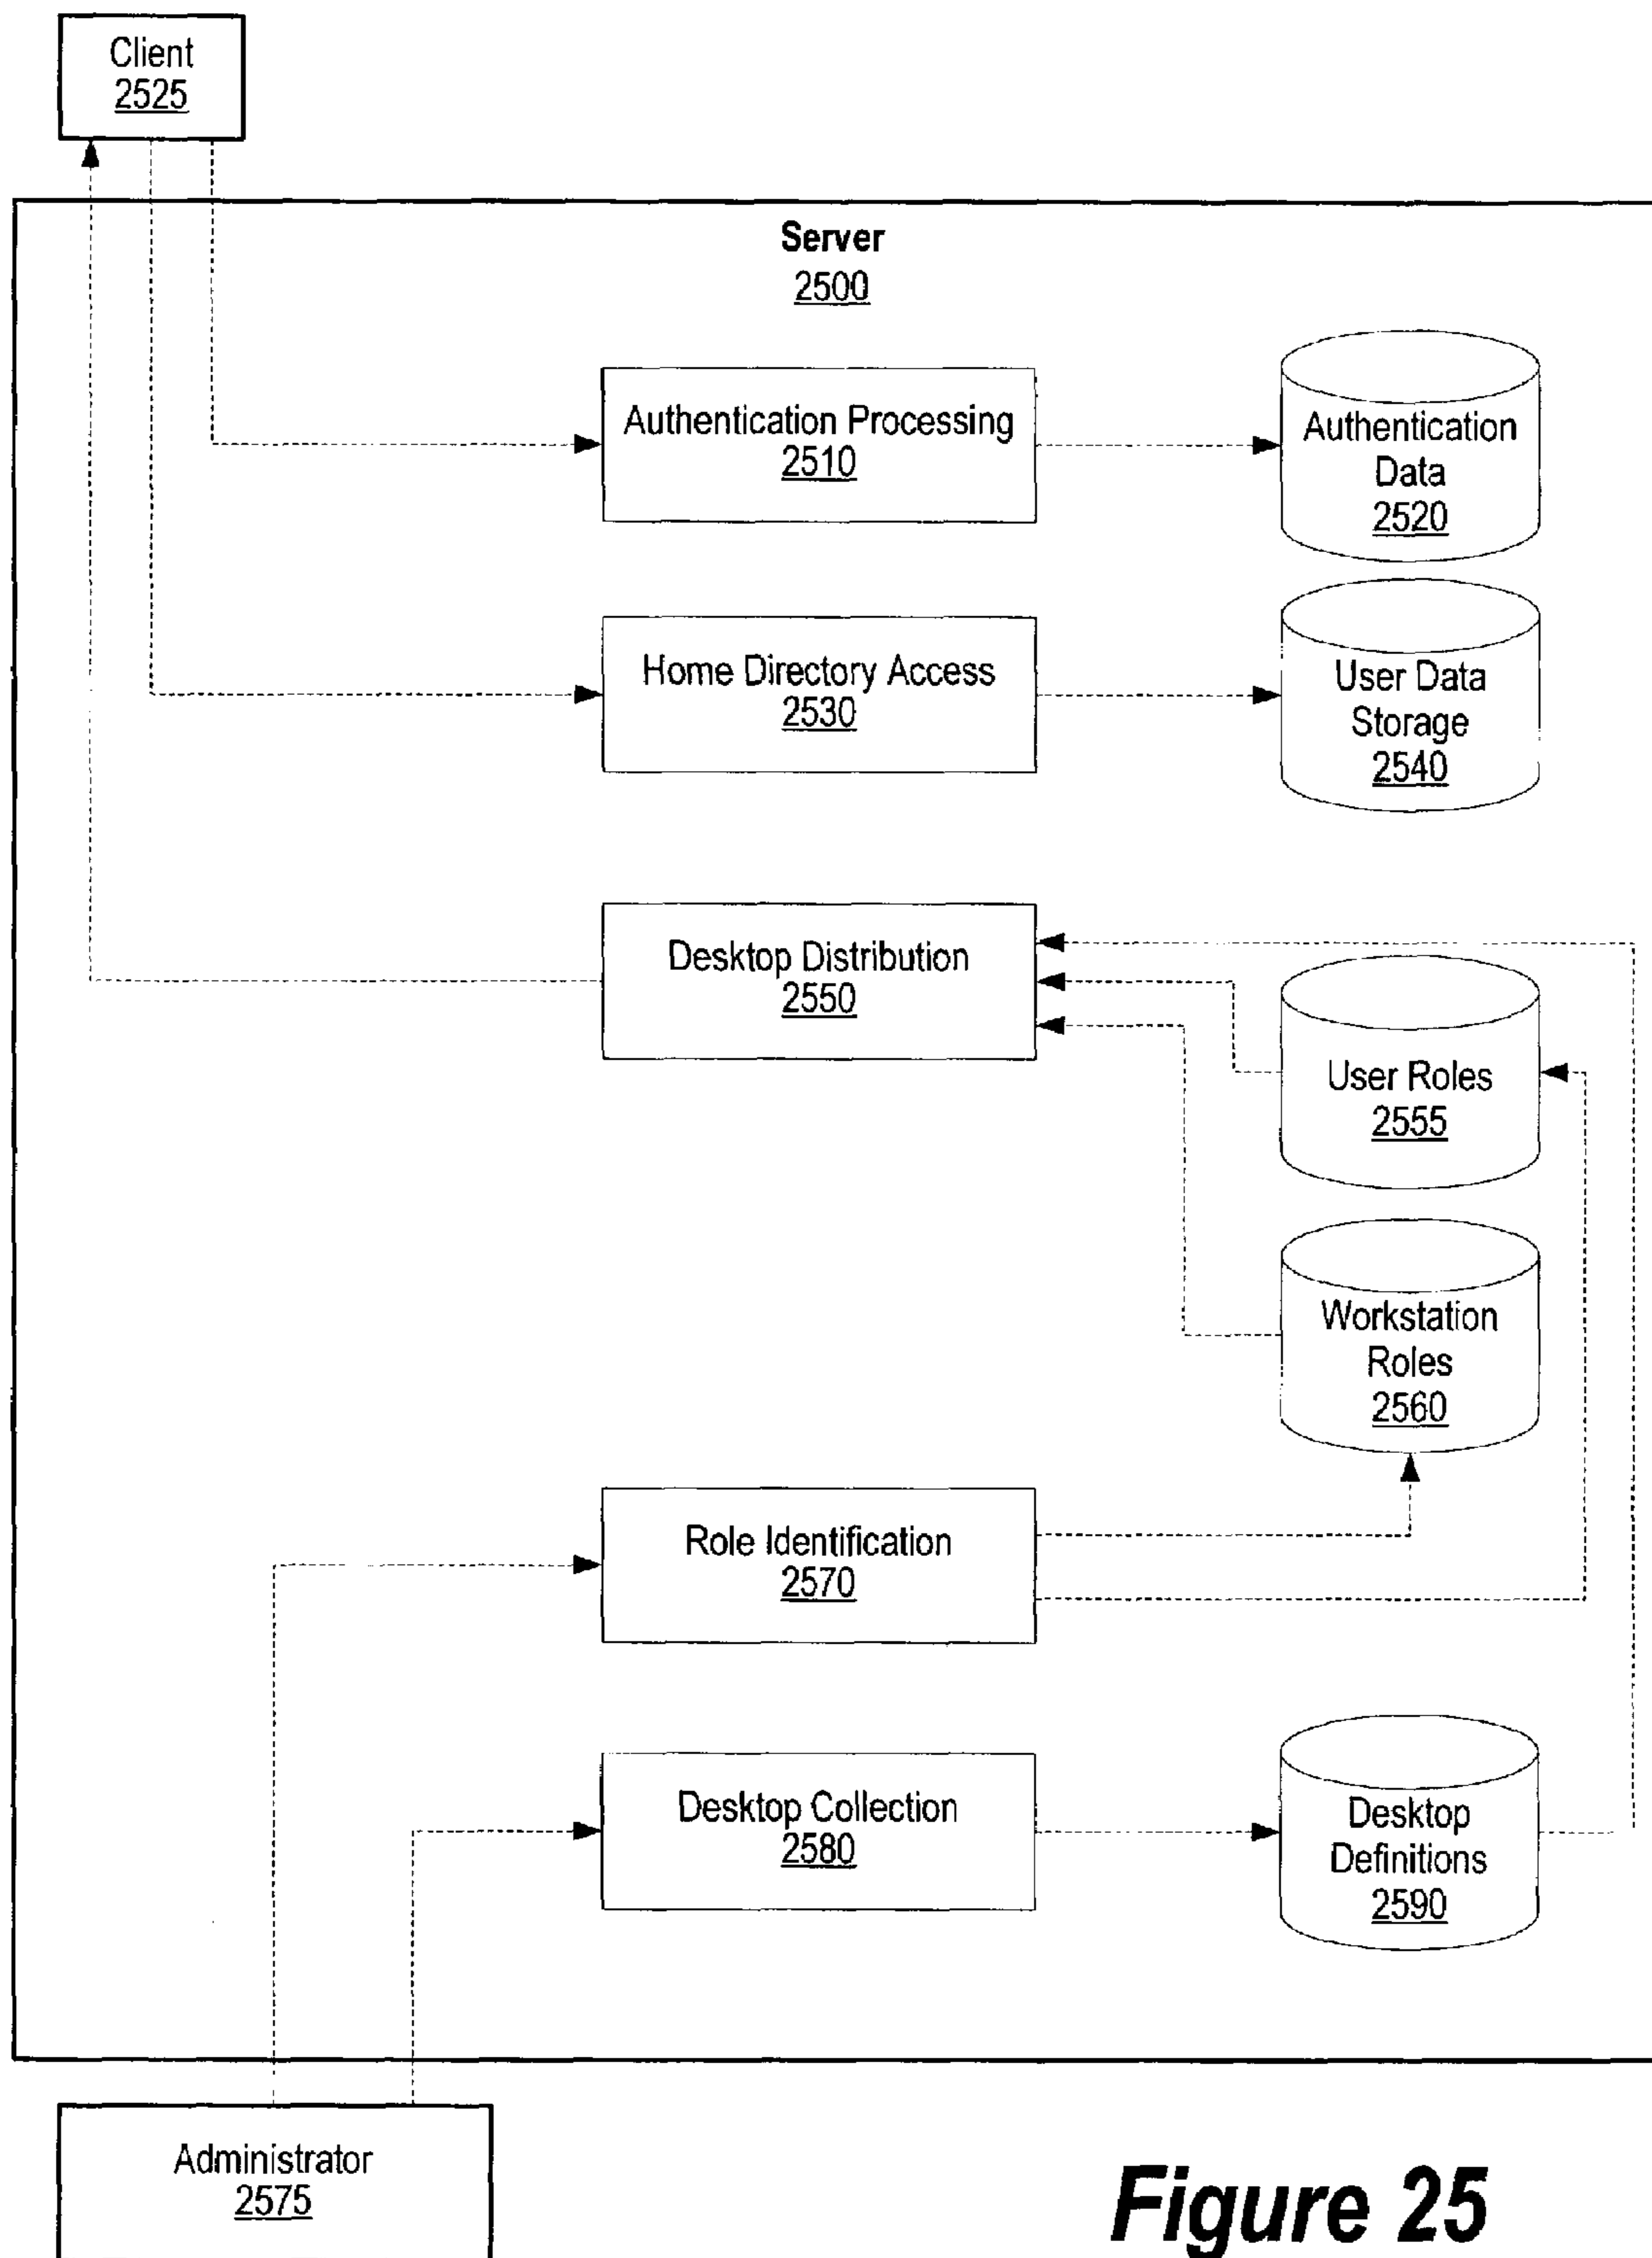 Client
2525
Server
2500
Authentication Processing
2510
Authentication
Data
2520
Home Directory Access
2530
User Data
Storage
2540
Desktop Distribution
2550
User Roles
2555
Workstation
Roles
2560
Role Identification
2570
Desktop Collection
2580
Desktop
Definitions
2590
Administrator
2575
Figure 25